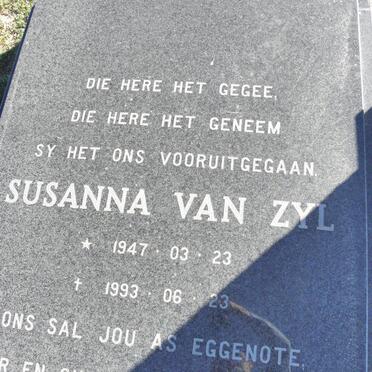 DIE HERE HET GEGEE,
DIE HERE HET GENEEM
SY HET ONS VOORUITGEGAAN.
SUSANNA VAN ZYL
★ 1947 · 03 · 23
† 1993 · 06 · 23
ONS SAL JOU AS EGGENOTE,
EN